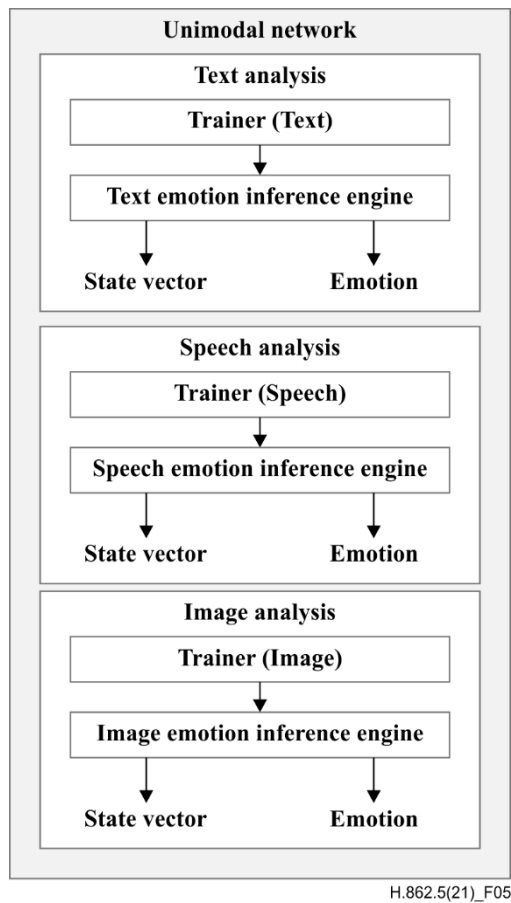 Unimodal network
Text analysis
Trainer (Text)
Text emotion inference engine
State vector
Emotion
Speech analysis
Trainer (Speech)
Speech emotion inference engine
State vector
Emotion
Image analysis
Trainer (Image)
Image emotion inference engine
State vector
Emotion
H.862.5(21)_F05